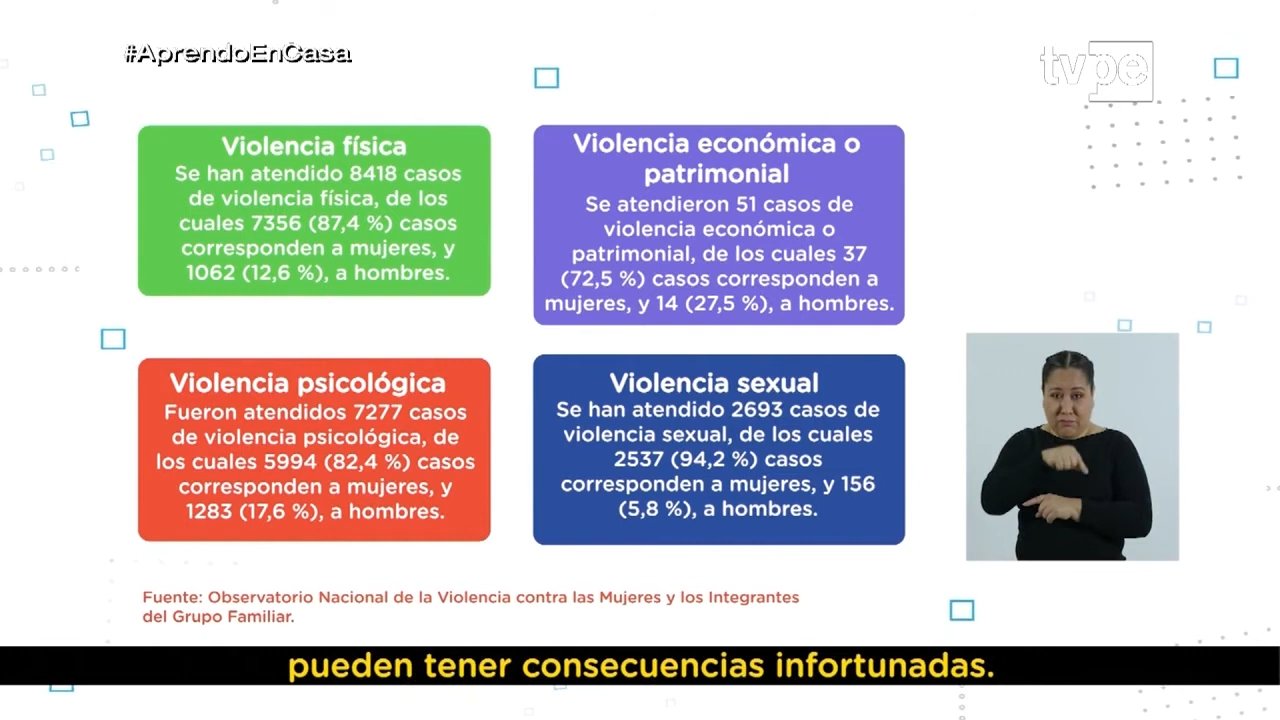 #AprendoEnCasa
tvpe
Violencia física
Se han atendido 8418 casos
de violencia física, de los
cuales 7356 (87,4 %) casos
corresponden a mujeres, y
1062 (12,6 %), a hombres.
Violencia económica o
patrimonial
Se atendieron 51 casos de
violencia económica o
patrimonial, de los cuales 37
(72,5 %) casos corresponden a
mujeres, y 14 (27,5 %), a hombres.
Violencia psicológica
Fueron atendidos 7277 casos
de violencia psicológica, de
los cuales 5994 (82,4 %) casos
corresponden a mujeres, y
1283 (17,6 %), a hombres.
Violencia sexual
Se han atendido 2693 casos de
violencia sexual, de los cuales
2537 (94,2 %) casos
corresponden a mujeres, y 156
(5,8 %), a hombres.
Fuente: Observatorio Nacional de la Violencia contra las Mujeres y los Integrantes
del Grupo Familiar.
pueden tener consecuencias infortunadas.